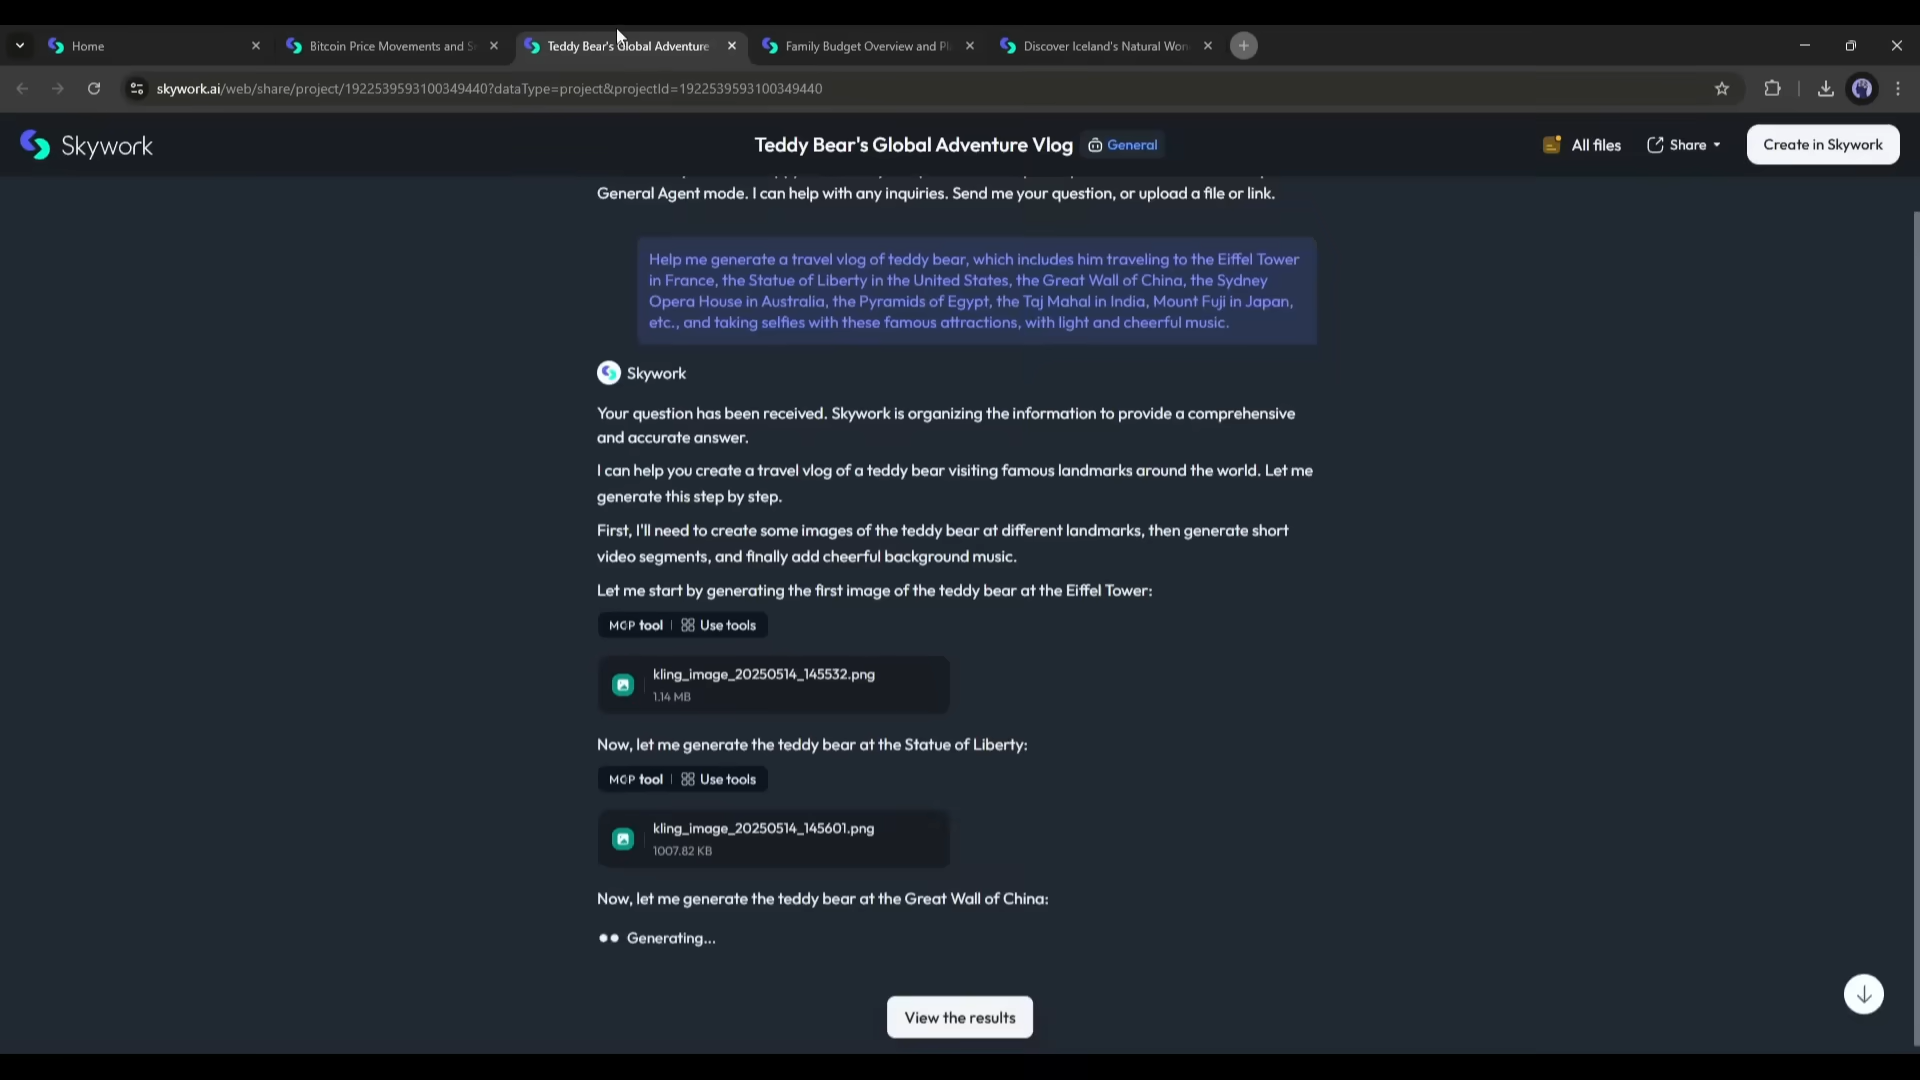 Home
Bitcoin Price Movements and S
Teddy Bear's Global Adventure
Family Budget Overview and Pl
Discover Iceland's Natural Won
skywork.ai/web/share/project/1922539593100349440?dataType=project&projectId=1922539593100349440
Skywork
Teddy Bear's Global Adventure Vlog
General
All files
Share
Create in Skywork
General Agent mode. I can help with any inquiries. Send me your question, or upload a file or link.
Help me generate a travel vlog of teddy bear, which includes him traveling to the Eiffel Tower
in France, the Statue of Liberty in the United States, the Great Wall of China, the Sydney
Opera House in Australia, the Pyramids of Egypt, the Taj Mahal in India, Mount Fuji in Japan,
etc., and taking selfies with these famous attractions, with light and cheerful music.
Skywork
Your question has been received. Skywork is organizing the information to provide a comprehensive
and accurate answer.
I can help you create a travel vlog of a teddy bear visiting famous landmarks around the world. Let me
generate this step by step.
First, I'll need to create some images of the teddy bear at different landmarks, then generate short
video segments, and finally add cheerful background music.
Let me start by generating the first image of the teddy bear at the Eiffel Tower:
MCP tool | Use tools
kling_image_20250514_145532.png
1.14 MB
Now, let me generate the teddy bear at the Statue of Liberty:
MCP tool | Use tools
kling_image_20250514_145601.png
1007.82 KB
Now, let me generate the teddy bear at the Great Wall of China:
Generating...
View the results